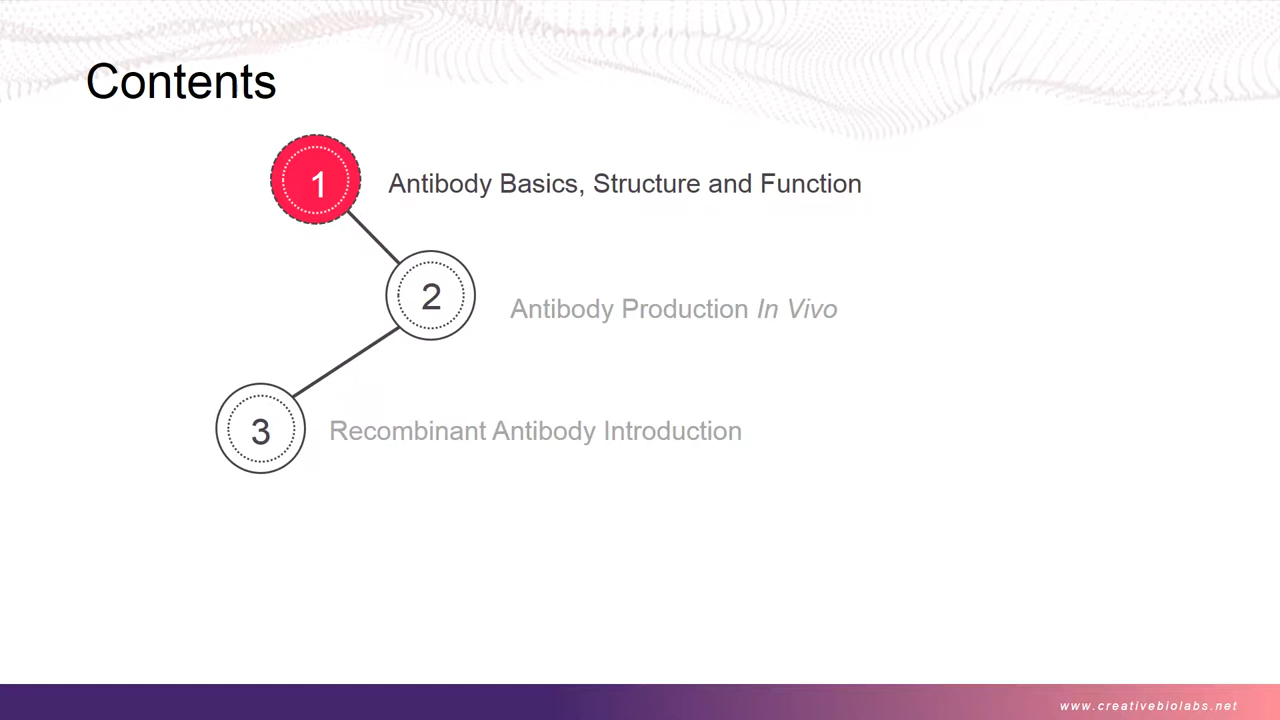 Contents
1
Antibody Basics, Structure and Function
2
Antibody Production In Vivo
3
Recombinant Antibody Introduction
www.creativebiolabs.net